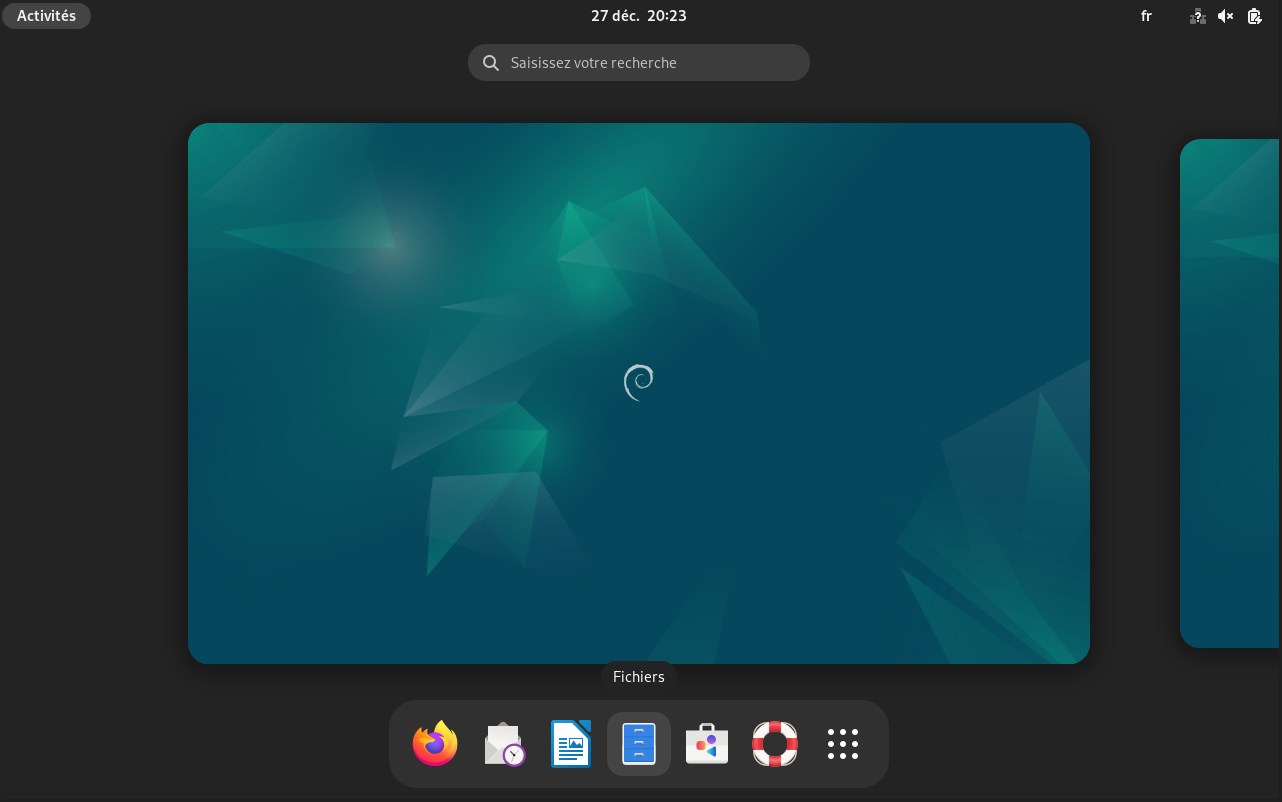 Activités
27 déc.  20:23
fr
Saisissez votre recherche
Fichiers